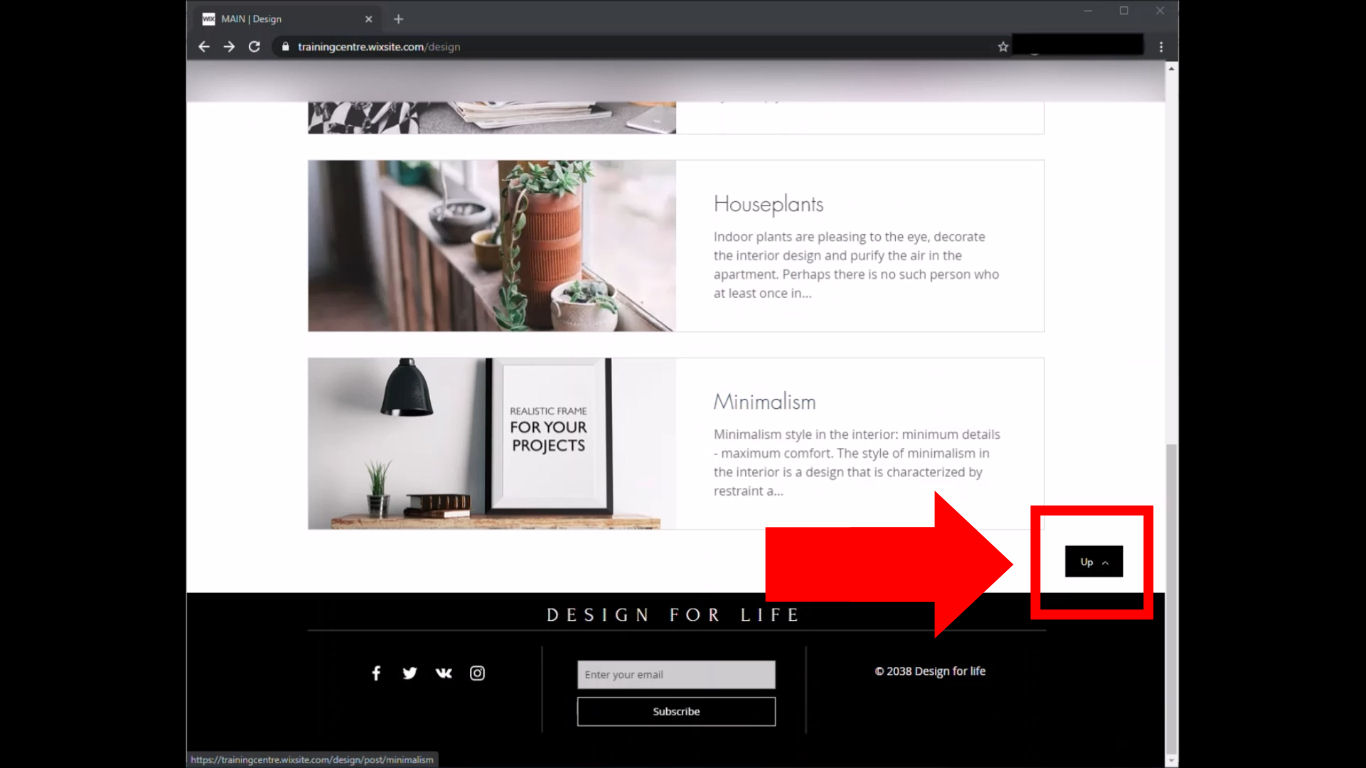 WiX MAIN | Design
trainingcentre.wixsite.com/design
Houseplants
Indoor plants are pleasing to the eye, decorate
the interior design and purify the air in the
apartment. Perhaps there is no such person who
at least once in...
Minimalism
Minimalism style in the interior: minimum details
- maximum comfort. The style of minimalism in
the interior is a design that is characterized by
restraint a...
REALISTIC FRAME
FOR YOUR
PROJECTS
Up
DESIGN FOR LIFE
Enter your email
Subscribe
© 2038 Design for life
https://trainingcentre.wixsite.com/design/post/minimalism